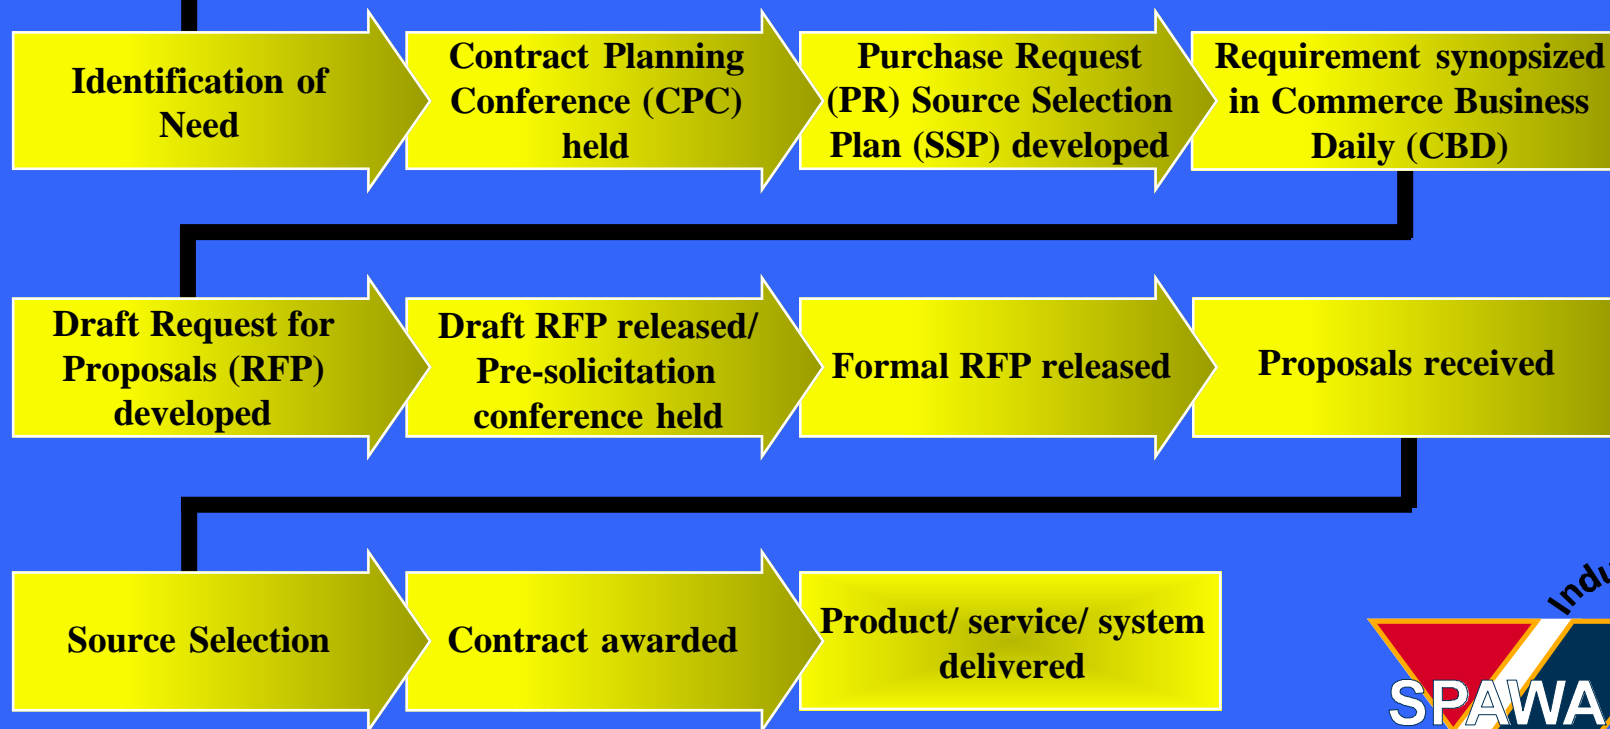 Identification of
Need
Contract Planning
Conference (CPC)
held
Purchase Request
(PR) Source Selection
Plan (SSP) developed
Requirement synopsized
in Commerce Business
Daily (CBD)
Draft Request for
Proposals (RFP)
developed
Draft RFP released/
Pre-solicitation
conference held
Formal RFP released
Proposals received
Source Selection
Contract awarded
Product/ service/ system
delivered